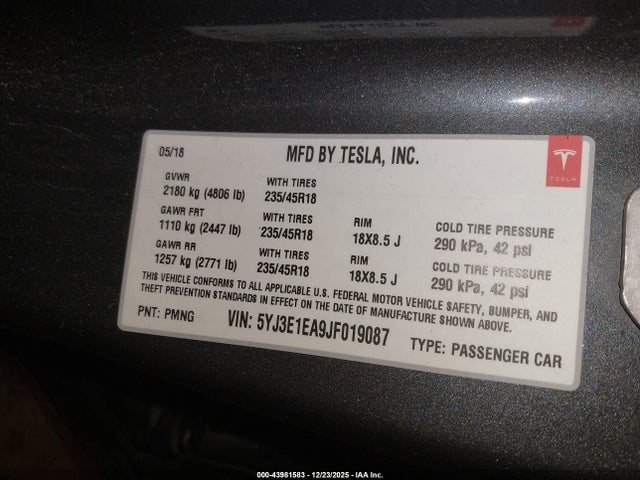 05/18
MFD BY TESLA, INC.
TESLA
GVWR
2180 kg (4806 lb)
WITH TIRES
235/45R18
GAWR FRT
1110 kg (2447 lb)
WITH TIRES
235/45R18
RIM
18X8.5 J
COLD TIRE PRESSURE
290 kPa, 42 psi
GAWR RR
1257 kg (2771 lb)
WITH TIRES
235/45R18
RIM
18X8.5 J
COLD TIRE PRESSURE
290 kPa, 42 psi
THIS VEHICLE CONFORMS TO ALL APPLICABLE U.S. FEDERAL MOTOR VEHICLE SAFETY, BUMPER, AND
THEFT PREVENTION STANDARDS IN EFFECT ON THE DATE OF MANUFACTURE SHOWN ABOVE.
PNT: PMNG
VIN: 5YJ3E1EA9JF019087
TYPE: PASSENGER CAR
000-43981583 - 12/23/2025 - IAA Inc.